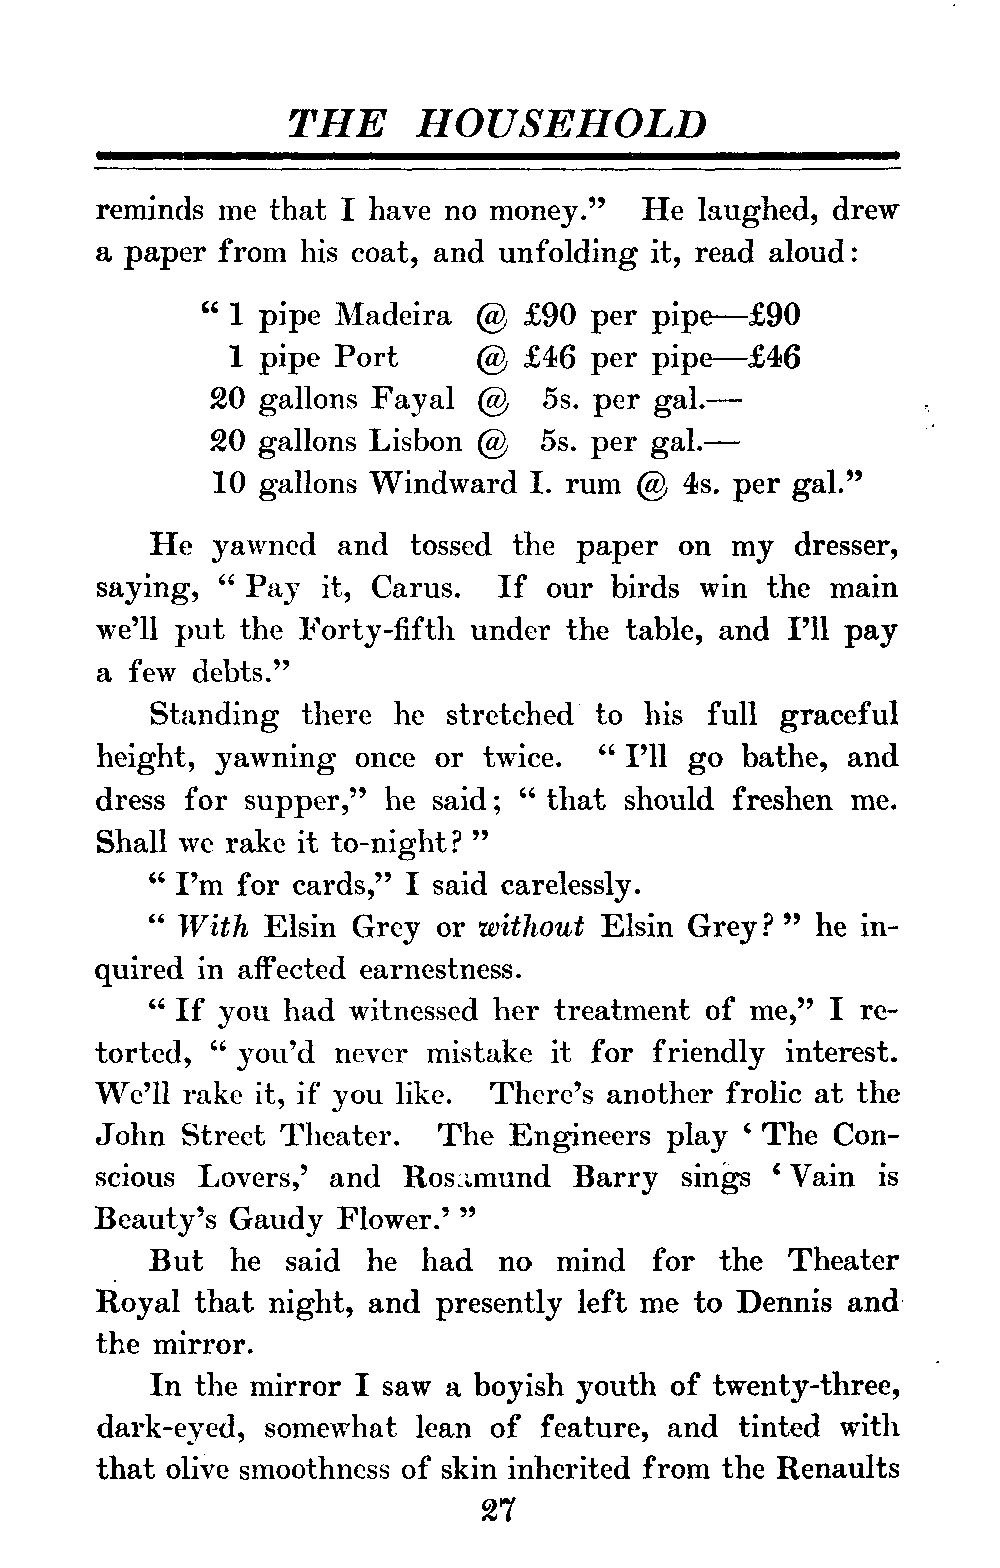 THE HOUSEHOLD
reminds me that I have no money.” He laughed, drew
a paper from his coat, and unfolding it, read aloud:
“ 1 pipe Madeira @ £90 per pipe—£90
1 pipe Port @ £46 per pipe—£46
20 gallons Fayal @ 5s. per gal.—
20 gallons Lisbon @ 5s. per gal.—
10 gallons Windward I. rum @ 4s. per gal.”
He yawned and tossed the paper on my dresser,
saying, “ Pay it, Carus. If our birds win the main
we’ll put the Forty-fifth under the table, and I’ll pay
a few debts.”
Standing there he stretched to his full graceful
height, yawning once or twice. “ I’ll go bathe, and
dress for supper,” he said; “ that should freshen me.
Shall we rake it to-night? ”
“ I’m for cards,” I said carelessly.
“ With Elsin Grey or without Elsin Grey? ” he in-
quired in affected earnestness.
“ If you had witnessed her treatment of me,” I re-
torted, “ you’d never mistake it for friendly interest.
We’ll rake it, if you like. There’s another frolic at the
John Street Theater. The Engineers play ‘ The Con-
scious Lovers,’ and Rosamund Barry sings ‘ Vain is
Beauty’s Gaudy Flower.’ ”
But he said he had no mind for the Theater
Royal that night, and presently left me to Dennis and
the mirror.
In the mirror I saw a boyish youth of twenty-three,
dark-eyed, somewhat lean of feature, and tinted with
that olive smoothness of skin inherited from the Renaults
27